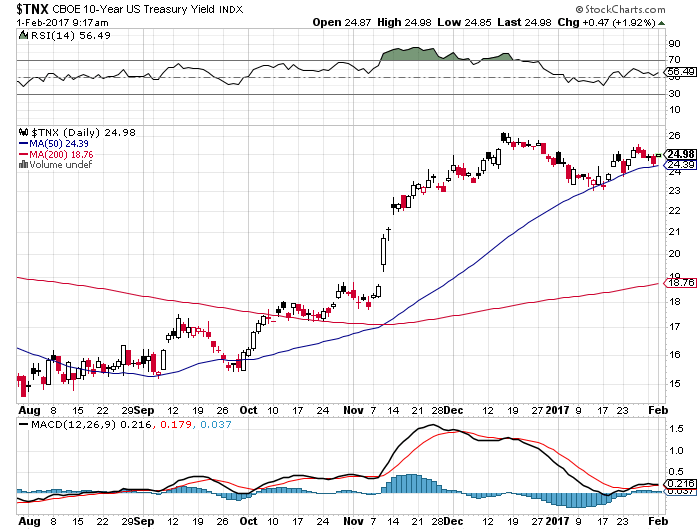 $TNX CBOE 10-Year US Treasury Yield INDX © StockCharts.com
1-Feb-2017 9:17am Open 24.87 High 24.98 Low 24.85 Last 24.98 Chg +0.47 (+1.92%)
RSI(14) 56.49
90
70
56.49
50
30
10
$TNX (Daily) 24.98
MA(50) 24.39
MA(200) 18.76
Volume undef
26
24.98
24.39
24
23
22
21
20
19
18.76
18
17
16
15
Aug 8 15 22 29 Sep 12 19 26 Oct 10 17 24 Nov 7 14 21 28 Dec 12 19 27 2017 9 17 23 Feb
MACD(12,26,9) 0.216, 0.179, 0.037
1.5
1.0
0.5
0.216
0.037
Aug 8 15 22 29 Sep 12 19 26 Oct 10 17 24 Nov 7 14 21 28 Dec 12 19 27 2017 9 17 23 Feb